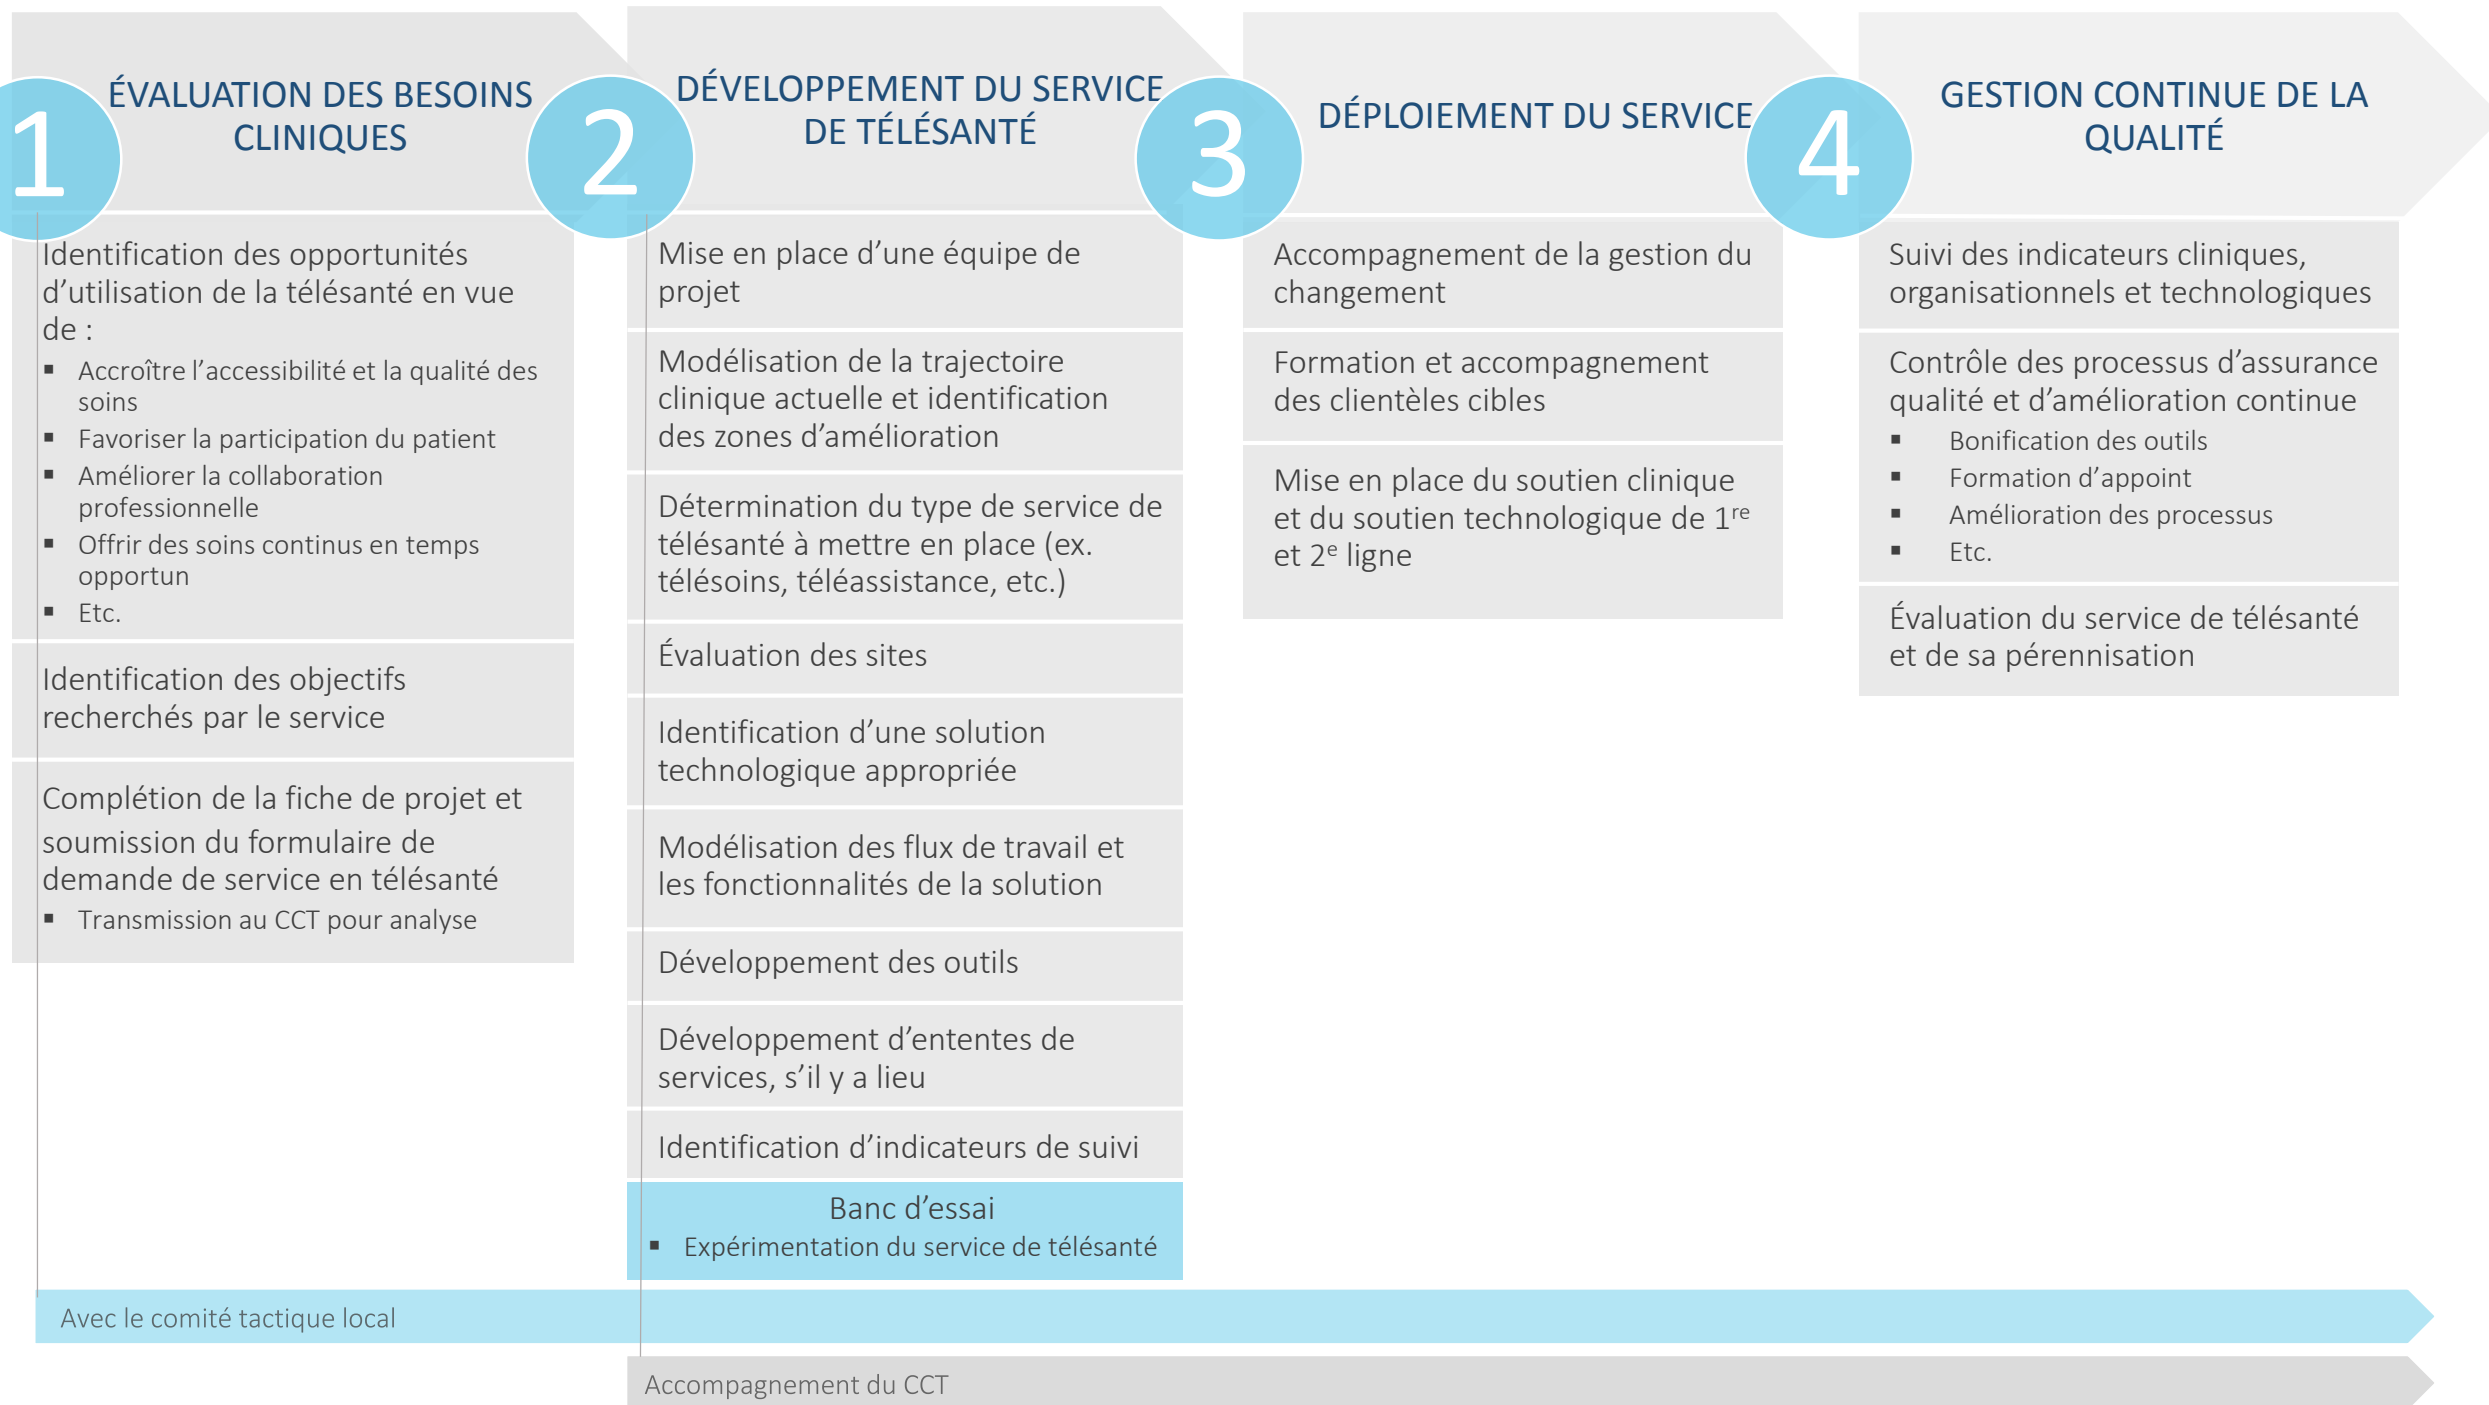 1
ÉVALUATION DES BESOINS
CLINIQUES
Identification des opportunités
d’utilisation de la télésanté en vue
de :
▪ Accroître l’accessibilité et la qualité des
soins
▪ Favoriser la participation du patient
▪ Améliorer la collaboration
professionnelle
▪ Offrir des soins continus en temps
opportun
▪ Etc.
Identification des objectifs
recherchés par le service
Complétion de la fiche de projet et
soumission du formulaire de
demande de service en télésanté
▪ Transmission au CCT pour analyse
2
DÉVELOPPEMENT DU SERVICE
DE TÉLÉSANTÉ
Mise en place d’une équipe de
projet
Modélisation de la trajectoire
clinique actuelle et identification
des zones d’amélioration
Détermination du type de service de
télésanté à mettre en place (ex.
télésoins, téléassistance, etc.)
Évaluation des sites
Identification d’une solution
technologique appropriée
Modélisation des flux de travail et
les fonctionnalités de la solution
Développement des outils
Développement d’ententes de
services, s’il y a lieu
Identification d’indicateurs de suivi
Banc d’essai
▪ Expérimentation du service de télésanté
3
DÉPLOIEMENT DU SERVICE
Accompagnement de la gestion du
changement
Formation et accompagnement
des clientèles cibles
Mise en place du soutien clinique
et du soutien technologique de 1re
et 2e ligne
4
GESTION CONTINUE DE LA
QUALITÉ
Suivi des indicateurs cliniques,
organisationnels et technologiques
Contrôle des processus d’assurance
qualité et d’amélioration continue
▪ Bonification des outils
▪ Formation d’appoint
▪ Amélioration des processus
▪ Etc.
Évaluation du service de télésanté
et de sa pérennisation
Avec le comité tactique local
Accompagnement du CCT